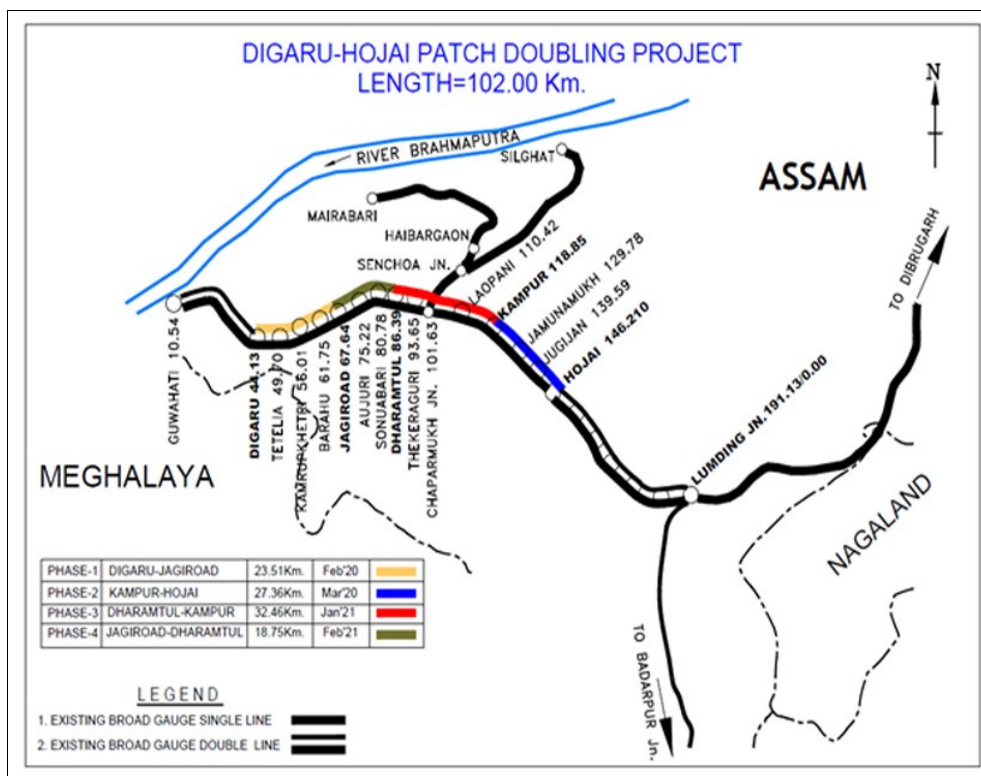 DIGARU-HOJAI PATCH DOUBLING PROJECT
LENGTH=102.00 Km.
N
RIVER BRAHMAPUTRA
SILGHAT
ASSAM
MAIRABARI
HAIBARGAON
SENCHOA JN.
TO DIBRUGARH
GUWAHATI 10.54
DIGARU 44.13
TETELIA 49.70
KAMRUPKHETRI 56.01
BARAHU 61.75
JAGIROAD 67.64
AUJURI 75.22
SONUABARI 80.78
DHARAMTUL 86.39
THEKERAGURI 93.65
CHAPARMUKH JN. 101.63
LAOPANI 110.42
KAMPUR 118.85
JAMUNAMUKH 129.78
JUGIJAN 139.59
HOJAI 146.210
LUMDING JN.191.13/0.00
MEGHALAYA
NAGALAND
TO BADARPUR Jn.
PHASE-1 DIGARU-JAGIROAD 23.51Km. Feb'20
PHASE-2 KAMPUR-HOJAI 27.36Km. Mar'20
PHASE-3 DHARAMTUL-KAMPUR 32.46Km. Jan'21
PHASE-4 JAGIROAD-DHARAMTUL 18.75Km. Feb'21
LEGEND
1. EXISTING BROAD GAUGE SINGLE LINE
2. EXISTING BROAD GAUGE DOUBLE LINE